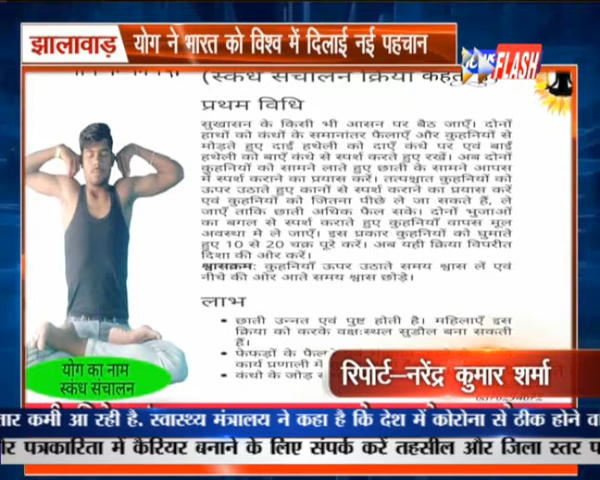 झालावाड़
योग ने भारत को विश्व में दिलाई नई पहचान
NEWS FLASH
(स्कंध संचालन क्रिया कहते
प्रथम विधि
सुखासन के किसी भी आसन पर बैठ जाएँ। दोनों
हाथों को कंधों के समानांतर फैलाएँ और कुहनियों से
मोड़ते हुए दाईं हथेली को दाएँ कंधे पर एवं बाईं
हथेली को बाएँ कंधे से स्पर्श करते हुए रखें। अब दोनों
कुहनियों को सामने लाते हुए छाती के सामने आपस
में स्पर्श कराने का प्रयास करें। तत्पश्चात कुहनियों को
ऊपर उठाते हुए कानों से स्पर्श कराने का प्रयास करें
एवं कुहनियों को जितना पीछे ले जा सकते हैं, ले
जाएँ ताकि छाती अधिक फैल सके। दोनों भुजाओं
का बगल से स्पर्श कराते हुए कुहनियाँ वापस मूल
अवस्था में ले जाएँ। इस प्रकार कुहनियों को घुमाते
हुए 10 से 20 चक्र पूरे करें। अब यही क्रिया विपरीत
दिशा की ओर करें।
श्वासक्रम: कुहनियाँ ऊपर उठाते समय श्वास लें एवं
नीचे की ओर आते समय श्वास छोड़ें।
लाभ
• छाती उन्नत एवं पुष्ट होती है। महिलाएँ इस
क्रिया को करके वक्षःस्थल सुडौल बना सकती
हैं।
• फेफड़ों के फैल
कार्य प्रणाली में
• कंधों के जोड़
योग का नाम
स्कंध संचालन
रिपोर्ट–नरेंद्र कुमार शर्मा
तार कमी आ रही है. स्वास्थ्य मंत्रालय ने कहा है कि देश में कोरोना से ठीक होने वा
और पत्रकारिता में कैरियर बनाने के लिए संपर्क करें तहसील और जिला स्तर प